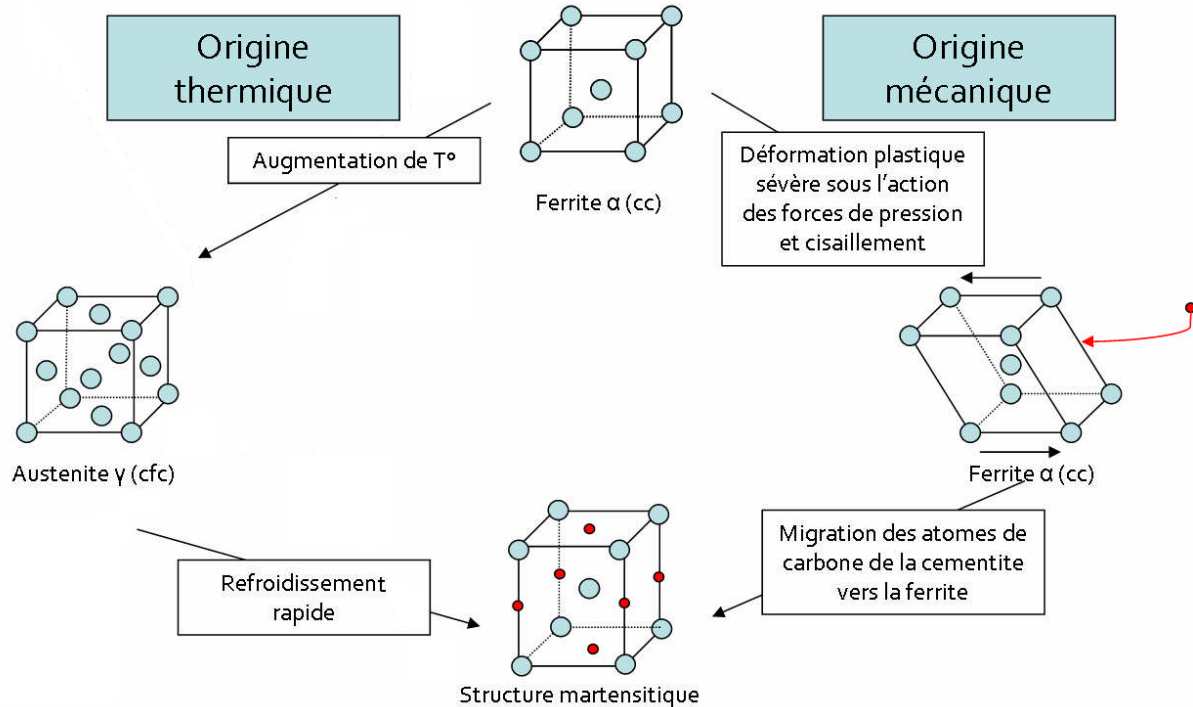 Origine
thermique
Origine
mécanique
Augmentation de T°
Déformation plastique
sévère sous l'action
des forces de pression
et cisaillement
Ferrite α (cc)
Austenite γ (cfc)
Ferrite α (cc)
Refroidissement
rapide
Migration des atomes de
carbone de la cementite
vers la ferrite
Structure martensitique